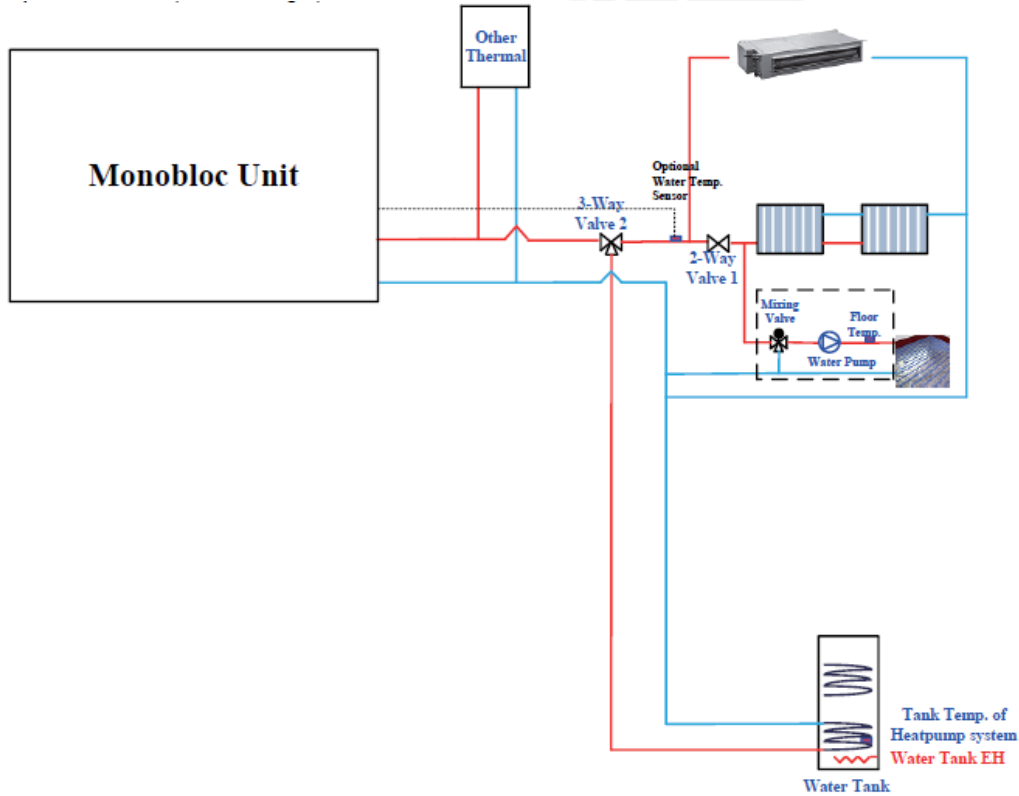 Other
Thermal
Monobloc Unit
Optional
Water Temp.
Sensor
3-Way
Valve 2
2-Way
Valve 1
Mixing
Valve
Floor
Temp.
Water Pump
Tank Temp. of
Heatpump system
Water Tank EH
Water Tank